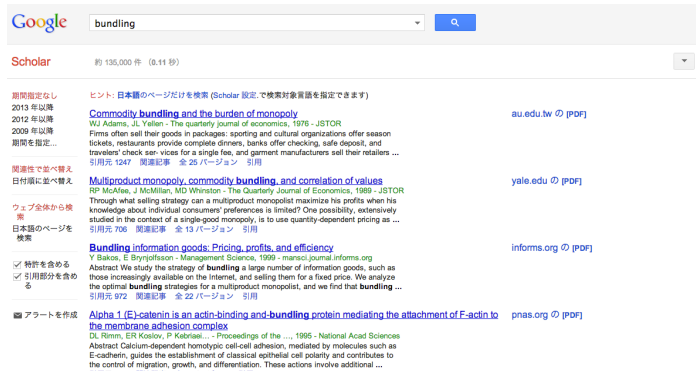 Google
bundling
Scholar
約 135,000 件 (0.11 秒)
期間指定なし
2013 年以降
2012 年以降
2009 年以降
期間を指定...
関連性で並べ替え
日付順に並べ替え
ウェブ全体から検
索
日本語のページを
検索
特許を含める
引用部分を含め
る
アラートを作成
ヒント: 日本語のページだけを検索 (Scholar 設定.で検索対象言語を指定できます)
Commodity bundling and the burden of monopoly
WJ Adams, JL Yellen - The quarterly journal of economics, 1976 - JSTOR
Firms often sell their goods in packages: sporting and cultural organizations offer season
tickets, restaurants provide complete dinners, banks offer checking, safe deposit, and
travelers' check ser- vices for a single fee, and garment manufacturers sell their retailers ...
引用元 1247 関連記事 全 25 バージョン 引用
au.edu.tw の [PDF]
Multiproduct monopoly, commodity bundling, and correlation of values
RP McAfee, J McMillan, MD Whinston - The Quarterly Journal of Economics, 1989 - JSTOR
Through what selling strategy can a multiproduct monopolist maximize his profits when his
knowledge about individual consumers' preferences is limited? One possibility, extensively
studied in the context of a single-good monopoly, is to use quantity-dependent pricing as ...
引用元 706 関連記事 全 13 バージョン 引用
yale.edu の [PDF]
Bundling information goods: Pricing, profits, and efficiency
Y Bakos, E Brynjolfsson - Management Science, 1999 - mansci.journal.informs.org
Abstract We study the strategy of bundling a large number of information goods, such as
those increasingly available on the Internet, and selling them for a fixed price. We analyze
the optimal bundling strategies for a multiproduct monopolist, and we find that bundling ...
引用元 972 関連記事 全 22 バージョン 引用
informs.org の [PDF]
Alpha 1 (E)-catenin is an actin-binding and-bundling protein mediating the attachment of F-actin to
the membrane adhesion complex
DL Rimm, ER Koslov, P Kebriaei... - Proceedings of the ..., 1995 - National Acad Sciences
Abstract Calcium-dependent homotypic cell-cell adhesion, mediated by molecules such as
E-cadherin, guides the establishment of classical epithelial cell polarity and contributes to
the control of migration, growth, and differentiation. These actions involve additional ...
pnas.org の [PDF]